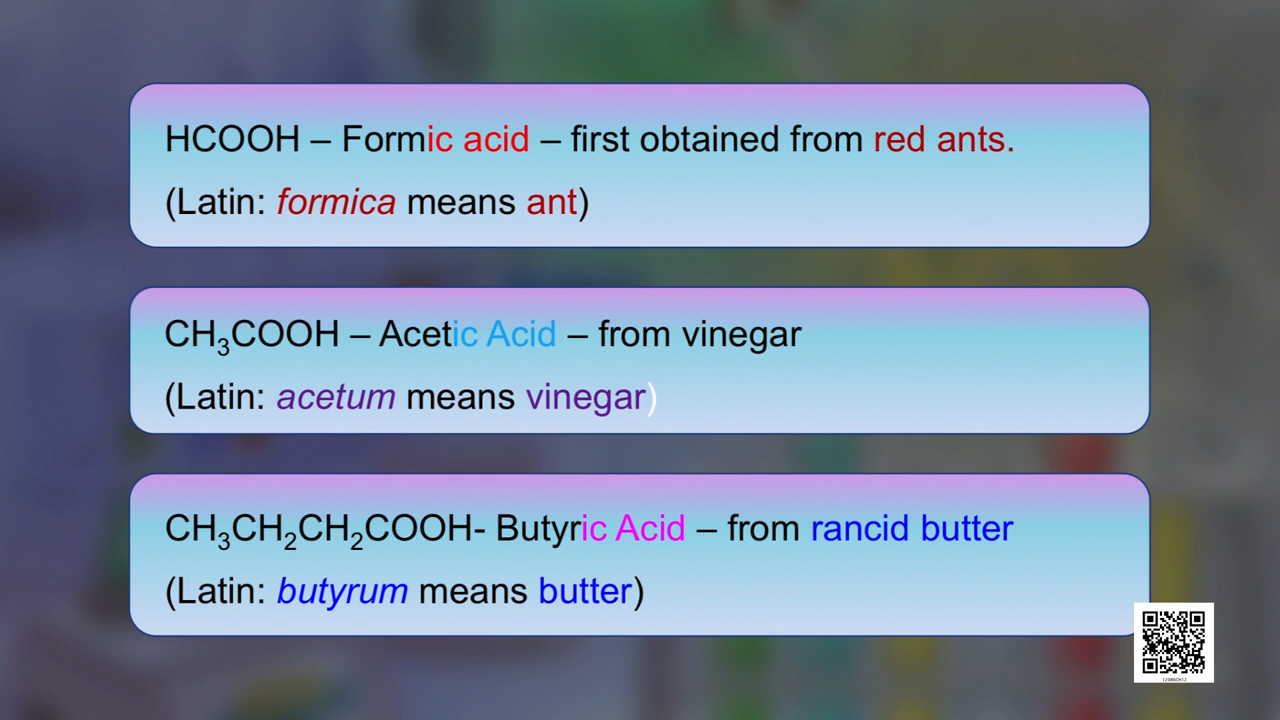 HCOOH – Formic acid – first obtained from red ants.
(Latin: formica means ant)
CH₃COOH – Acetic Acid – from vinegar
(Latin: acetum means vinegar)
CH₃CH₂CH₂COOH- Butyric Acid – from rancid butter
(Latin: butyrum means butter)